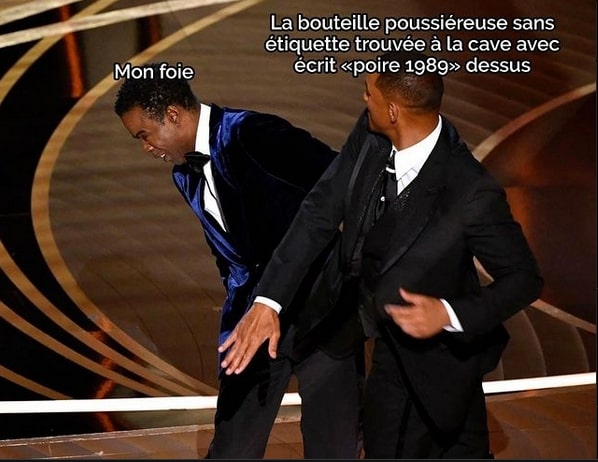 Mon foie
La bouteille poussiéreuse sans
étiquette trouvée à la cave avec
écrit «poire 1989» dessus